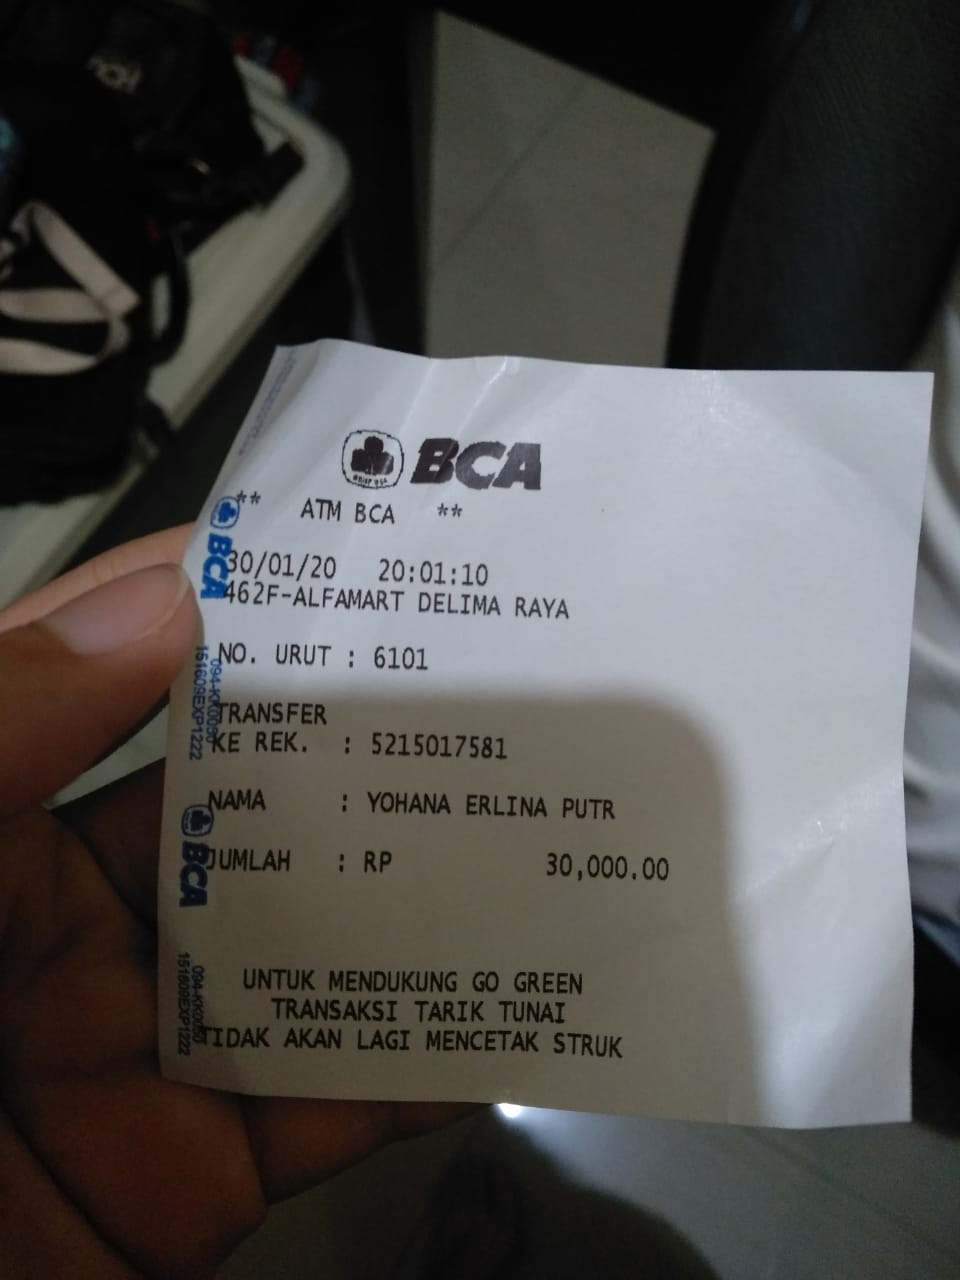 BCA
** ATM BCA **
30/01/20 20:01:10
462F-ALFAMART DELIMA RAYA
NO. URUT : 6101
TRANSFER
KE REK. : 5215017581
NAMA : YOHANA ERLINA PUTR
JUMLAH : RP 30,000.00
UNTUK MENDUKUNG GO GREEN
TRANSAKSI TARIK TUNAI
TIDAK AKAN LAGI MENCETAK STRUK
BCA
094-KK0050
151609EXP1222
BCA
094-KK0050
151609EXP1222